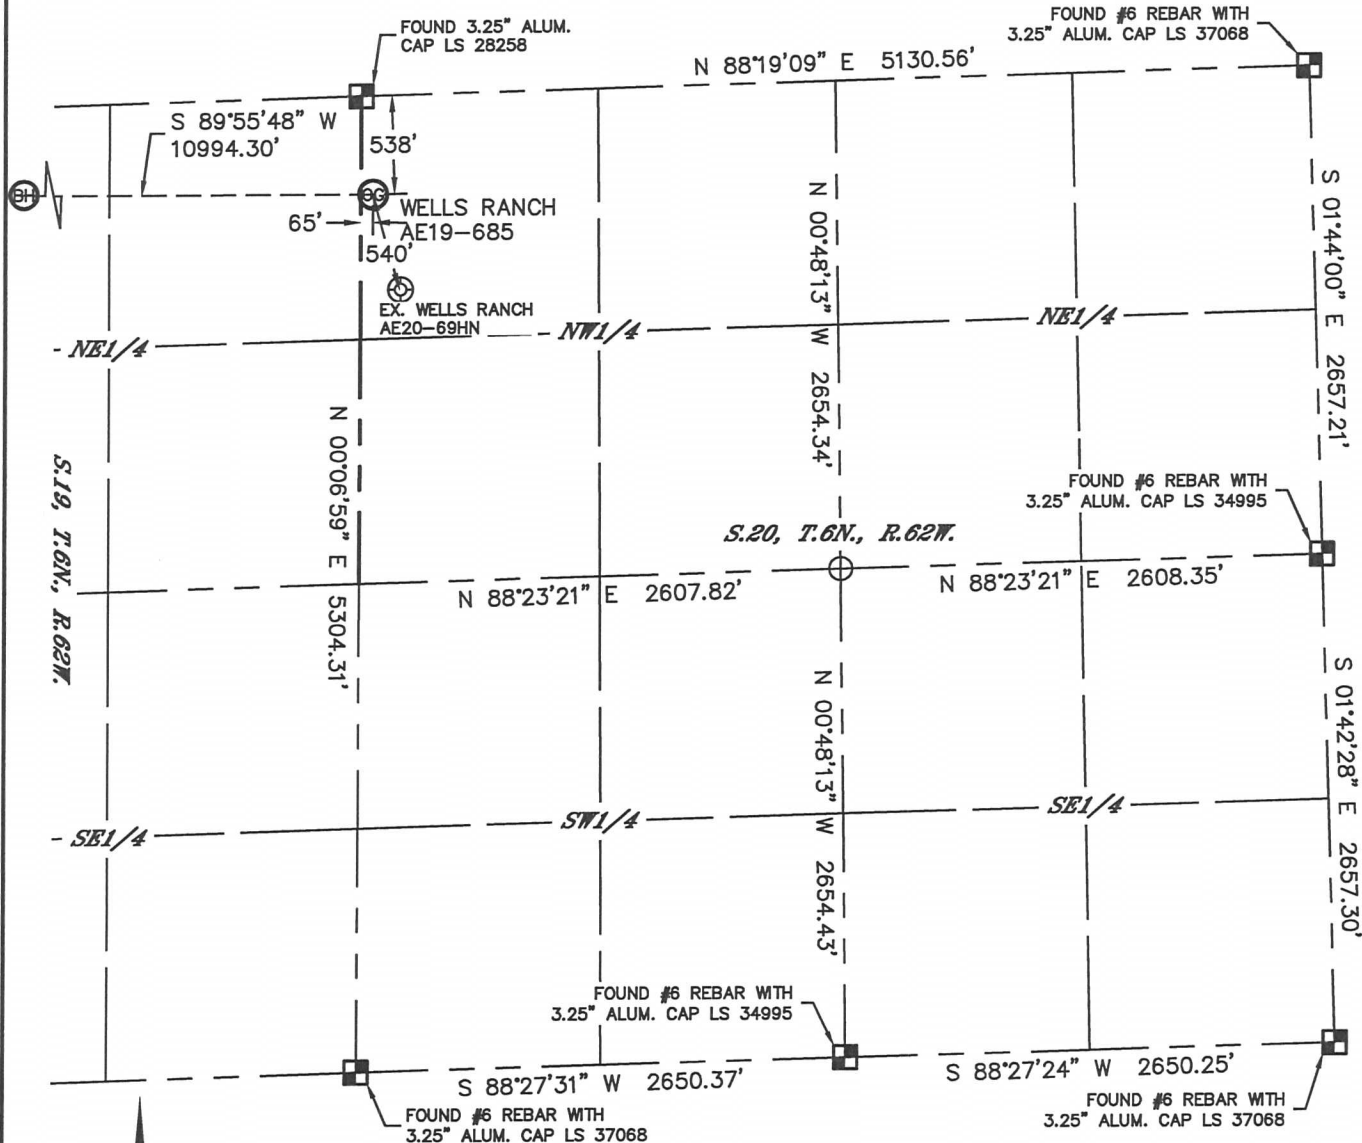 FOUND 3.25" ALUM.
CAP LS 28258
FOUND #6 REBAR WITH
3.25" ALUM. CAP LS 37068
N 88°19'09" E 5130.56'
S 89°55'48" W
10994.30'
538'
BH
OG
WELLS RANCH
AE19-685
65'
540'
EX. WELLS RANCH
AE20-69HN
N 00°48'13" W 2654.34'
S 01°44'00" E 2657.21'
- NE1/4
- NW1/4
NE1/4
N 00°06'59" E 5304.31'
S.19, T.6N., R.62W.
FOUND #6 REBAR WITH
3.25" ALUM. CAP LS 34995
S.20, T.6N., R.62W.
N 88°23'21" E 2607.82'
N 88°23'21" E 2608.35'
N 00°48'13" W 2654.43'
S 01°42'28" E 2657.30'
- SE1/4
SW1/4
SE1/4
FOUND #6 REBAR WITH
3.25" ALUM. CAP LS 34995
S 88°27'31" W 2650.37'
S 88°27'24" W 2650.25'
FOUND #6 REBAR WITH
3.25" ALUM. CAP LS 37068
FOUND #6 REBAR WITH
3.25" ALUM. CAP LS 37068